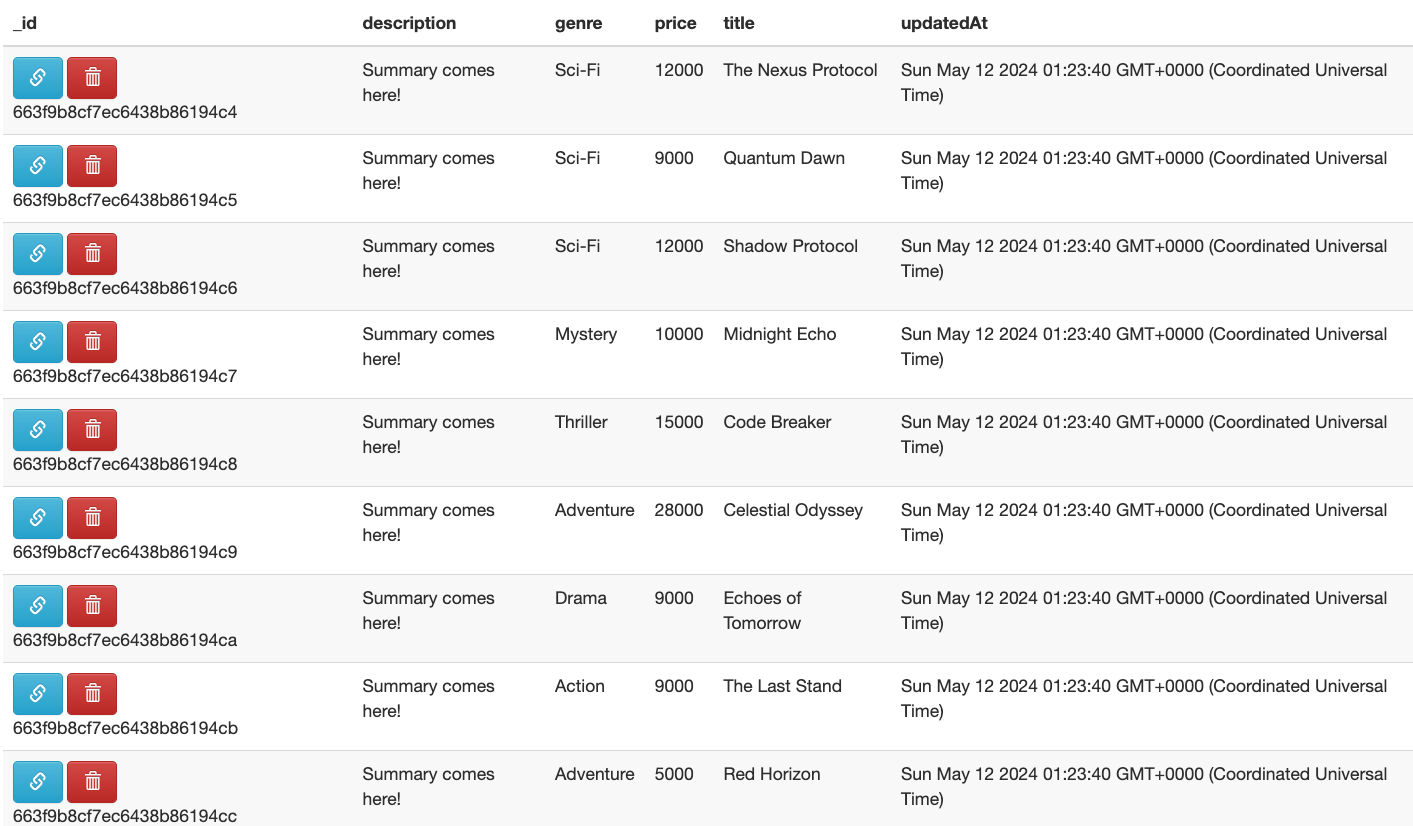 _id description genre price title updatedAt
Summary comes Sci-Fi 12000 The Nexus Protocol Sun May 12 2024 01:23:40 GMT+0000 (Coordinated Universal
here! Time)
663f9b8cf7ec6438b86194c4
Summary comes Sci-Fi 9000 Quantum Dawn Sun May 12 2024 01:23:40 GMT+0000 (Coordinated Universal
here! Time)
663f9b8cf7ec6438b86194c5
Summary comes Sci-Fi 12000 Shadow Protocol Sun May 12 2024 01:23:40 GMT+0000 (Coordinated Universal
here! Time)
663f9b8cf7ec6438b86194c6
Summary comes Mystery 10000 Midnight Echo Sun May 12 2024 01:23:40 GMT+0000 (Coordinated Universal
here! Time)
663f9b8cf7ec6438b86194c7
Summary comes Thriller 15000 Code Breaker Sun May 12 2024 01:23:40 GMT+0000 (Coordinated Universal
here! Time)
663f9b8cf7ec6438b86194c8
Summary comes Adventure 28000 Celestial Odyssey Sun May 12 2024 01:23:40 GMT+0000 (Coordinated Universal
here! Time)
663f9b8cf7ec6438b86194c9
Summary comes Drama 9000 Echoes of Sun May 12 2024 01:23:40 GMT+0000 (Coordinated Universal
here! Tomorrow Time)
663f9b8cf7ec6438b86194ca
Summary comes Action 9000 The Last Stand Sun May 12 2024 01:23:40 GMT+0000 (Coordinated Universal
here! Time)
663f9b8cf7ec6438b86194cb
Summary comes Adventure 5000 Red Horizon Sun May 12 2024 01:23:40 GMT+0000 (Coordinated Universal
here! Time)
663f9b8cf7ec6438b86194cc